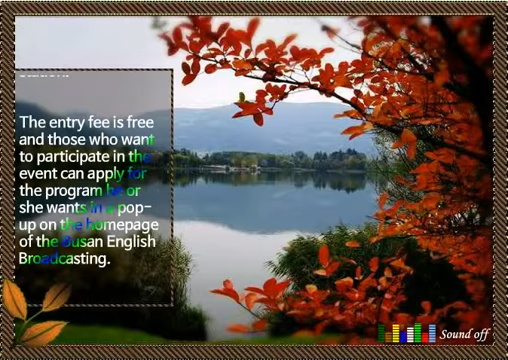 The entry fee is free
and those who want
to participate in the
event can apply for
the program he or
she wants in a pop-
up on the homepage
of the Busan English
Broadcasting.
Sound off